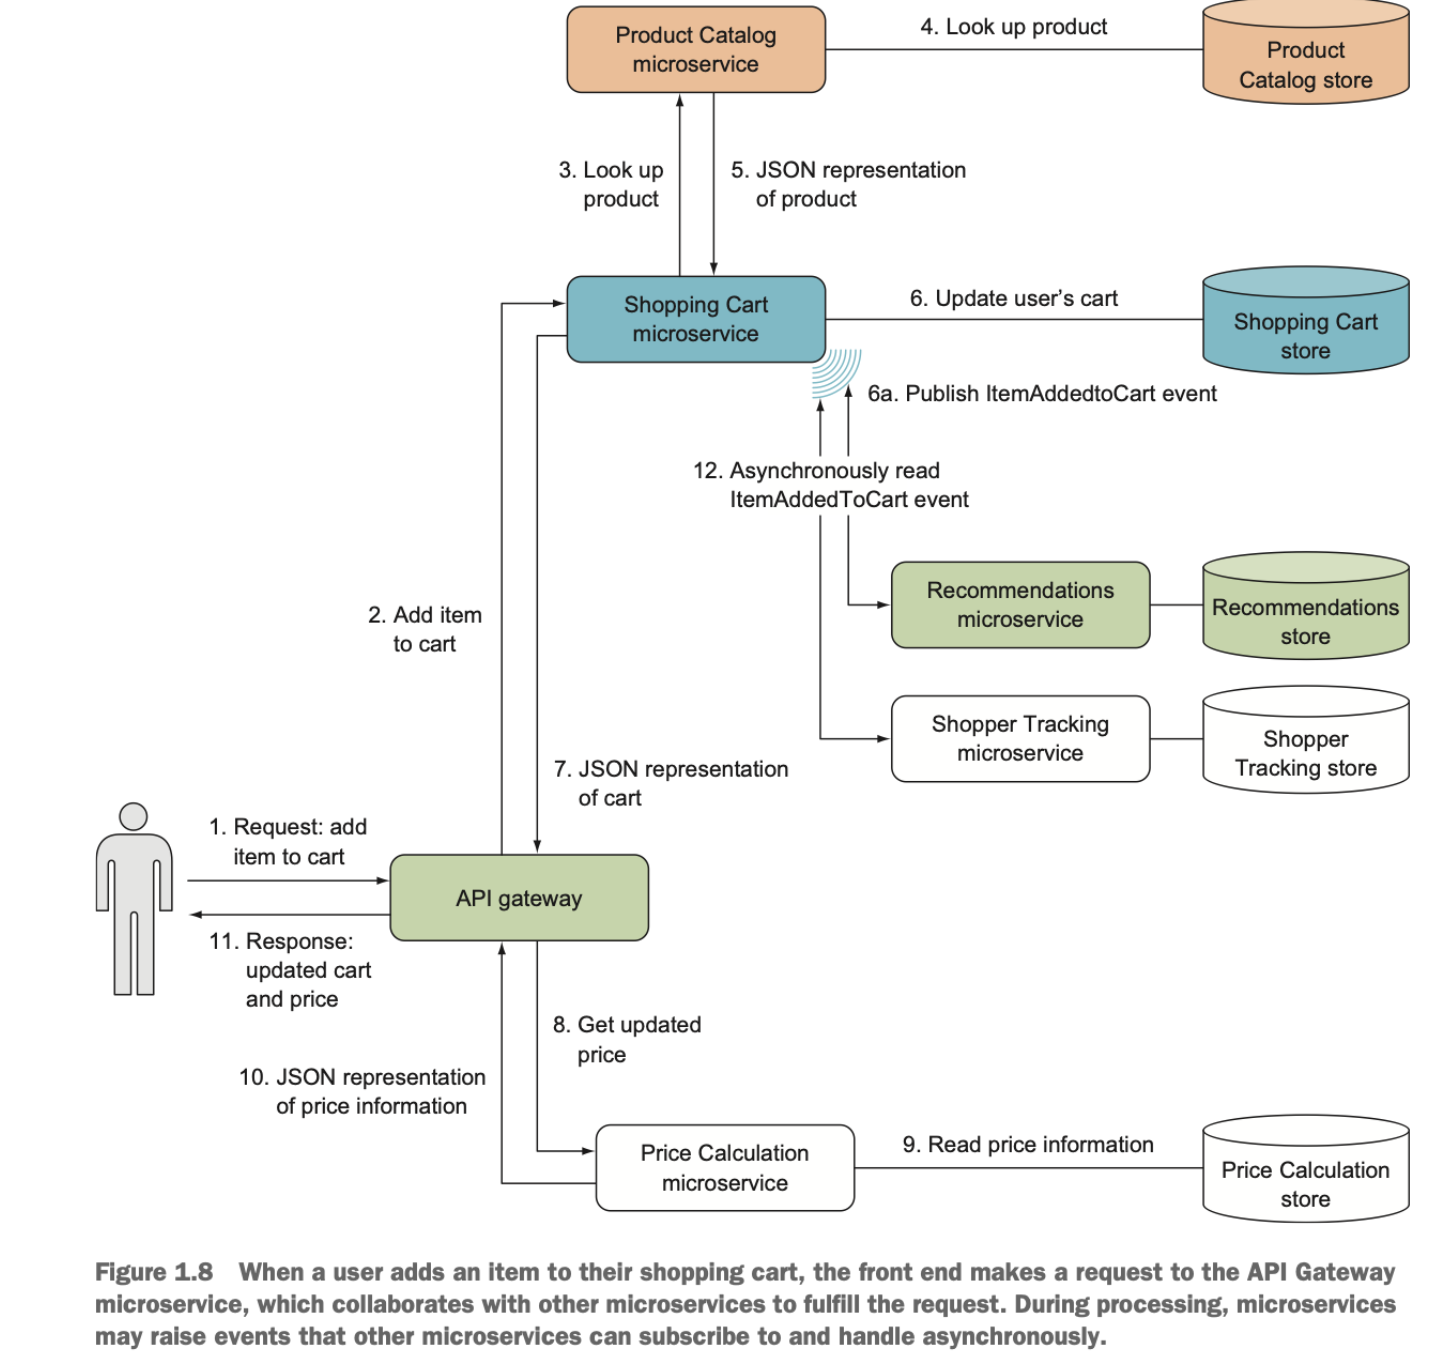 Product Catalog
microservice
4. Look up product
Product
Catalog store
3. Look up
product
5. JSON representation
of product
Shopping Cart
microservice
6. Update user’s cart
Shopping Cart
store
6a. Publish ItemAddedtoCart event
12. Asynchronously read
ItemAddedToCart event
Recommendations
microservice
Recommendations
store
2. Add item
to cart
Shopper Tracking
microservice
Shopper
Tracking store
7. JSON representation
of cart
1. Request: add
item to cart
API gateway
11. Response:
updated cart
and price
8. Get updated
price
10. JSON representation
of price information
Price Calculation
microservice
9. Read price information
Price Calculation
store
Figure 1.8 When a user adds an item to their shopping cart, the front end makes a request to the API Gateway
microservice, which collaborates with other microservices to fulfill the request. During processing, microservices
may raise events that other microservices can subscribe to and handle asynchronously.